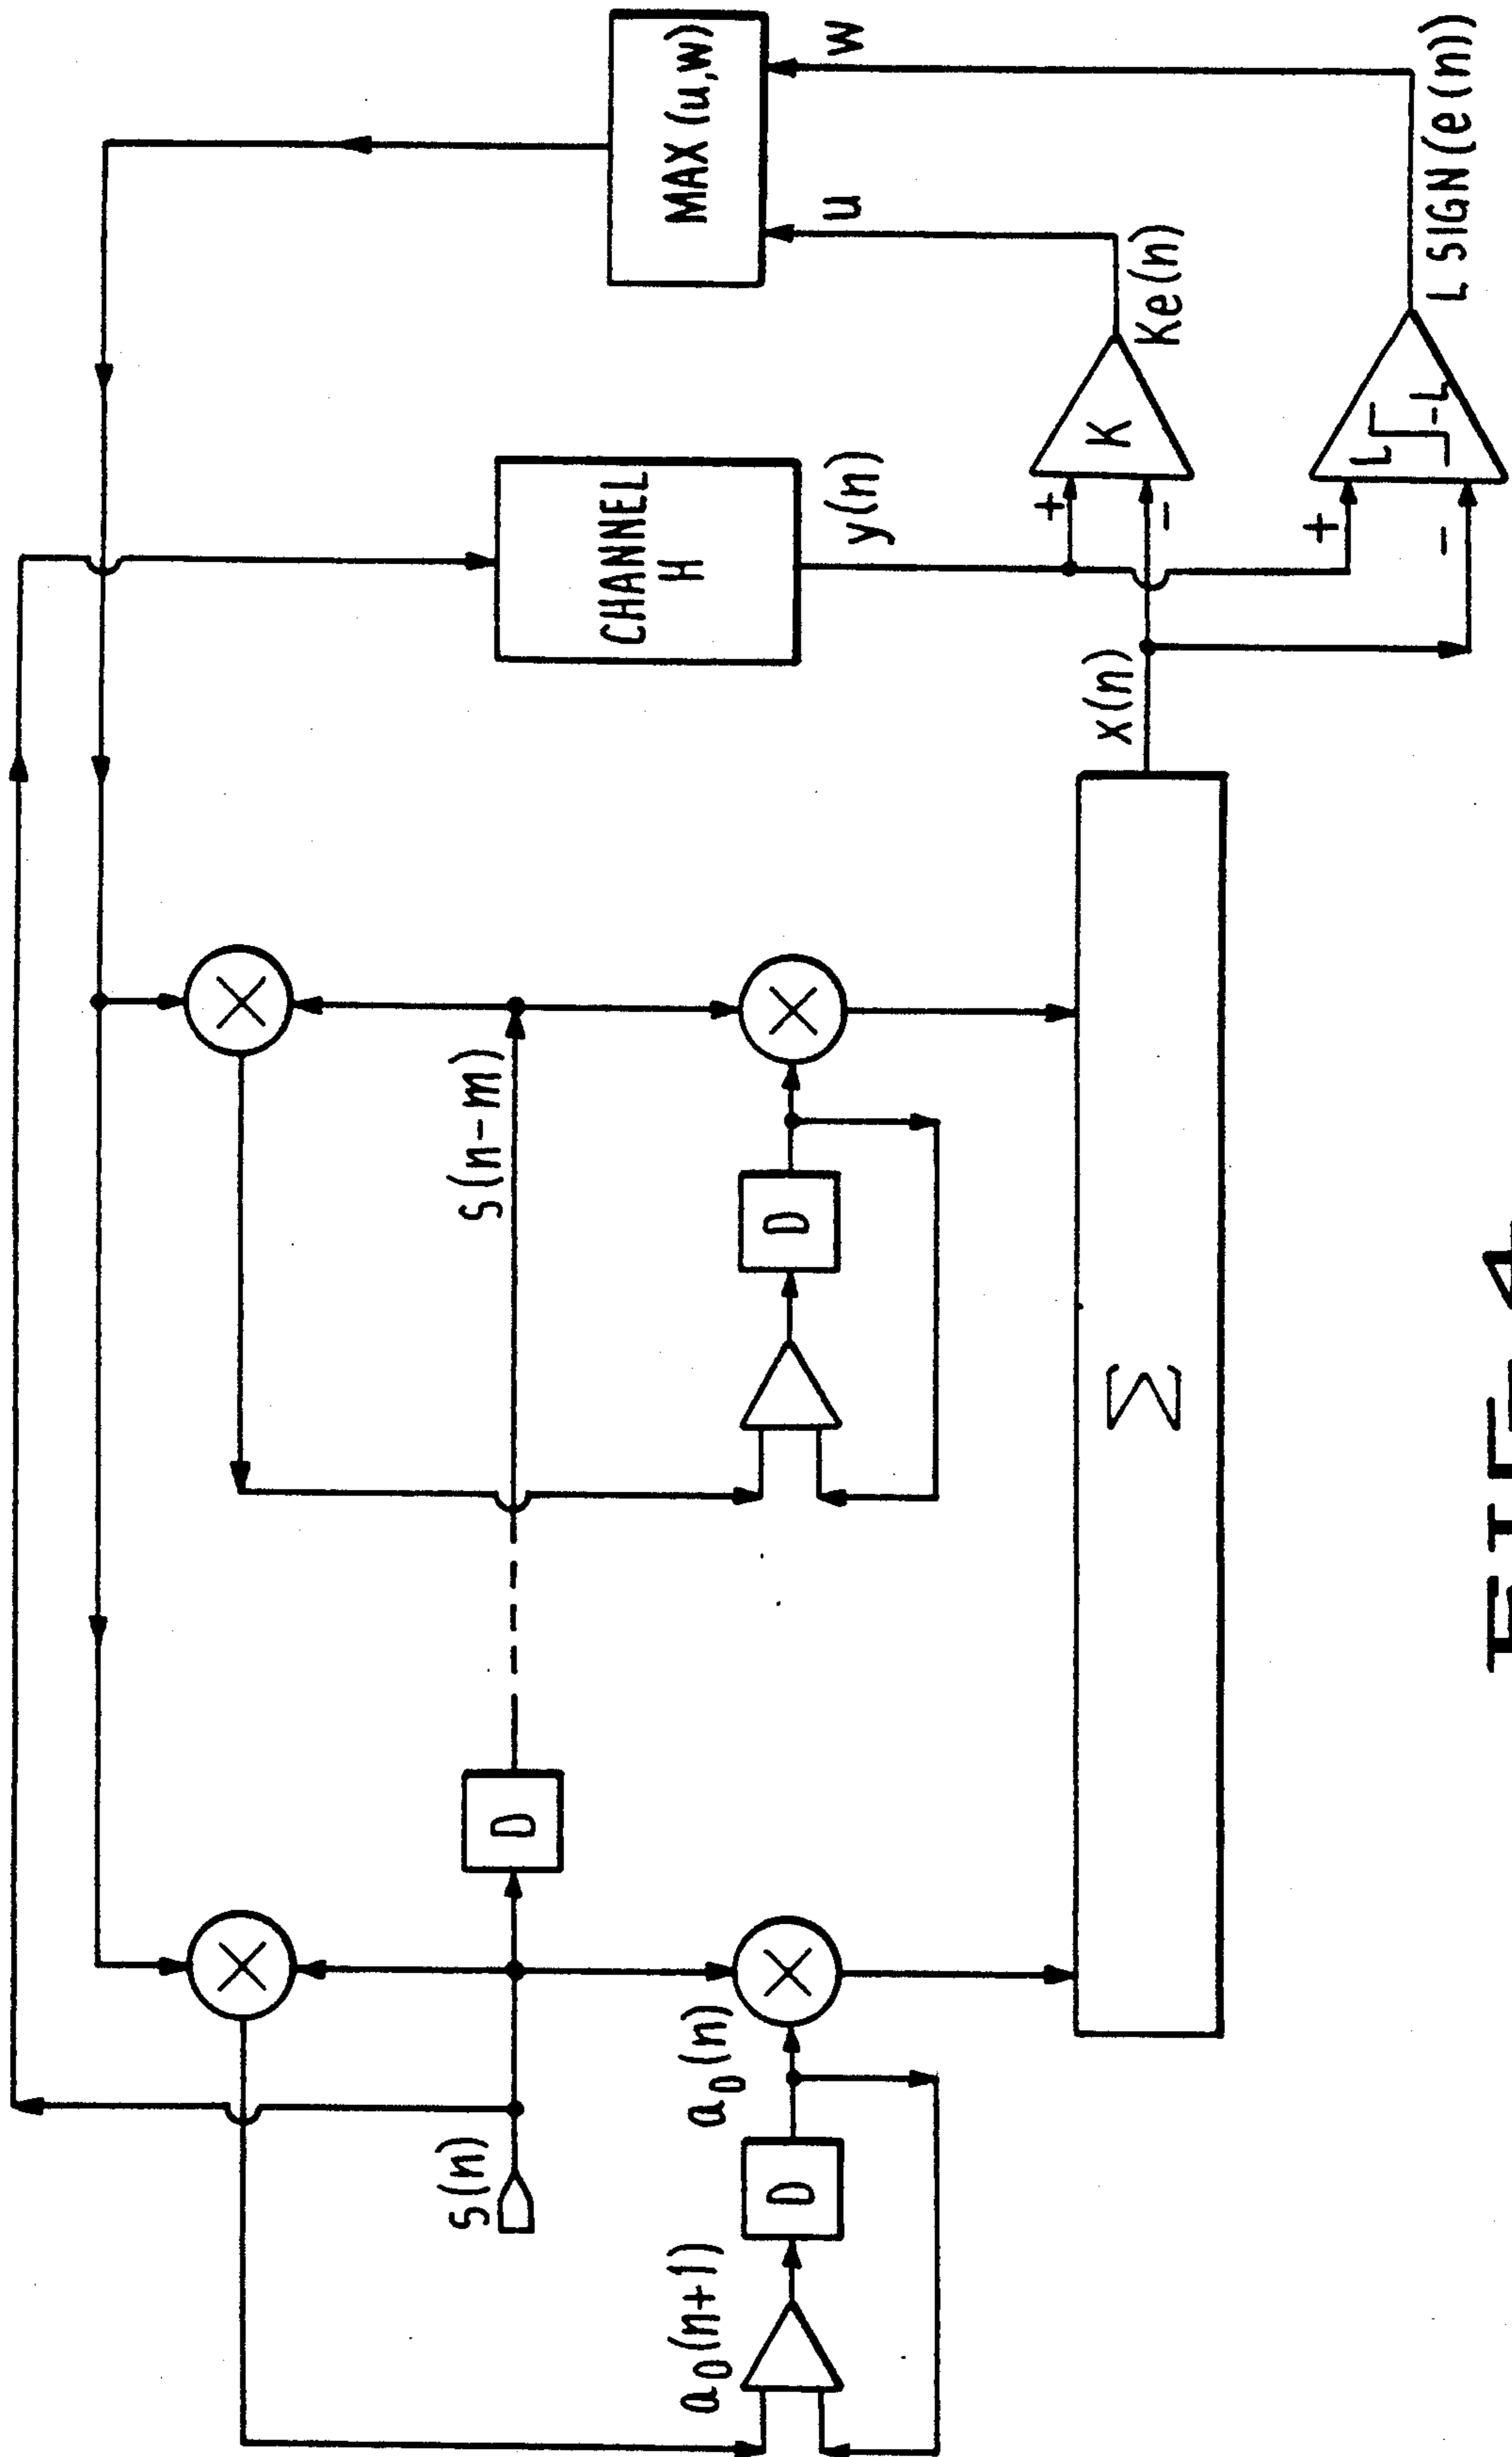 S(n)
D
S(n-m)
CHANNEL
H
MAX (u,w)
a₀(n+1)
D
a₀(n)
D
y(n)
u
w
Σ
x(n)
+
-
K
Ke(n)
+
-
L
-L
L SIGN(e(n))